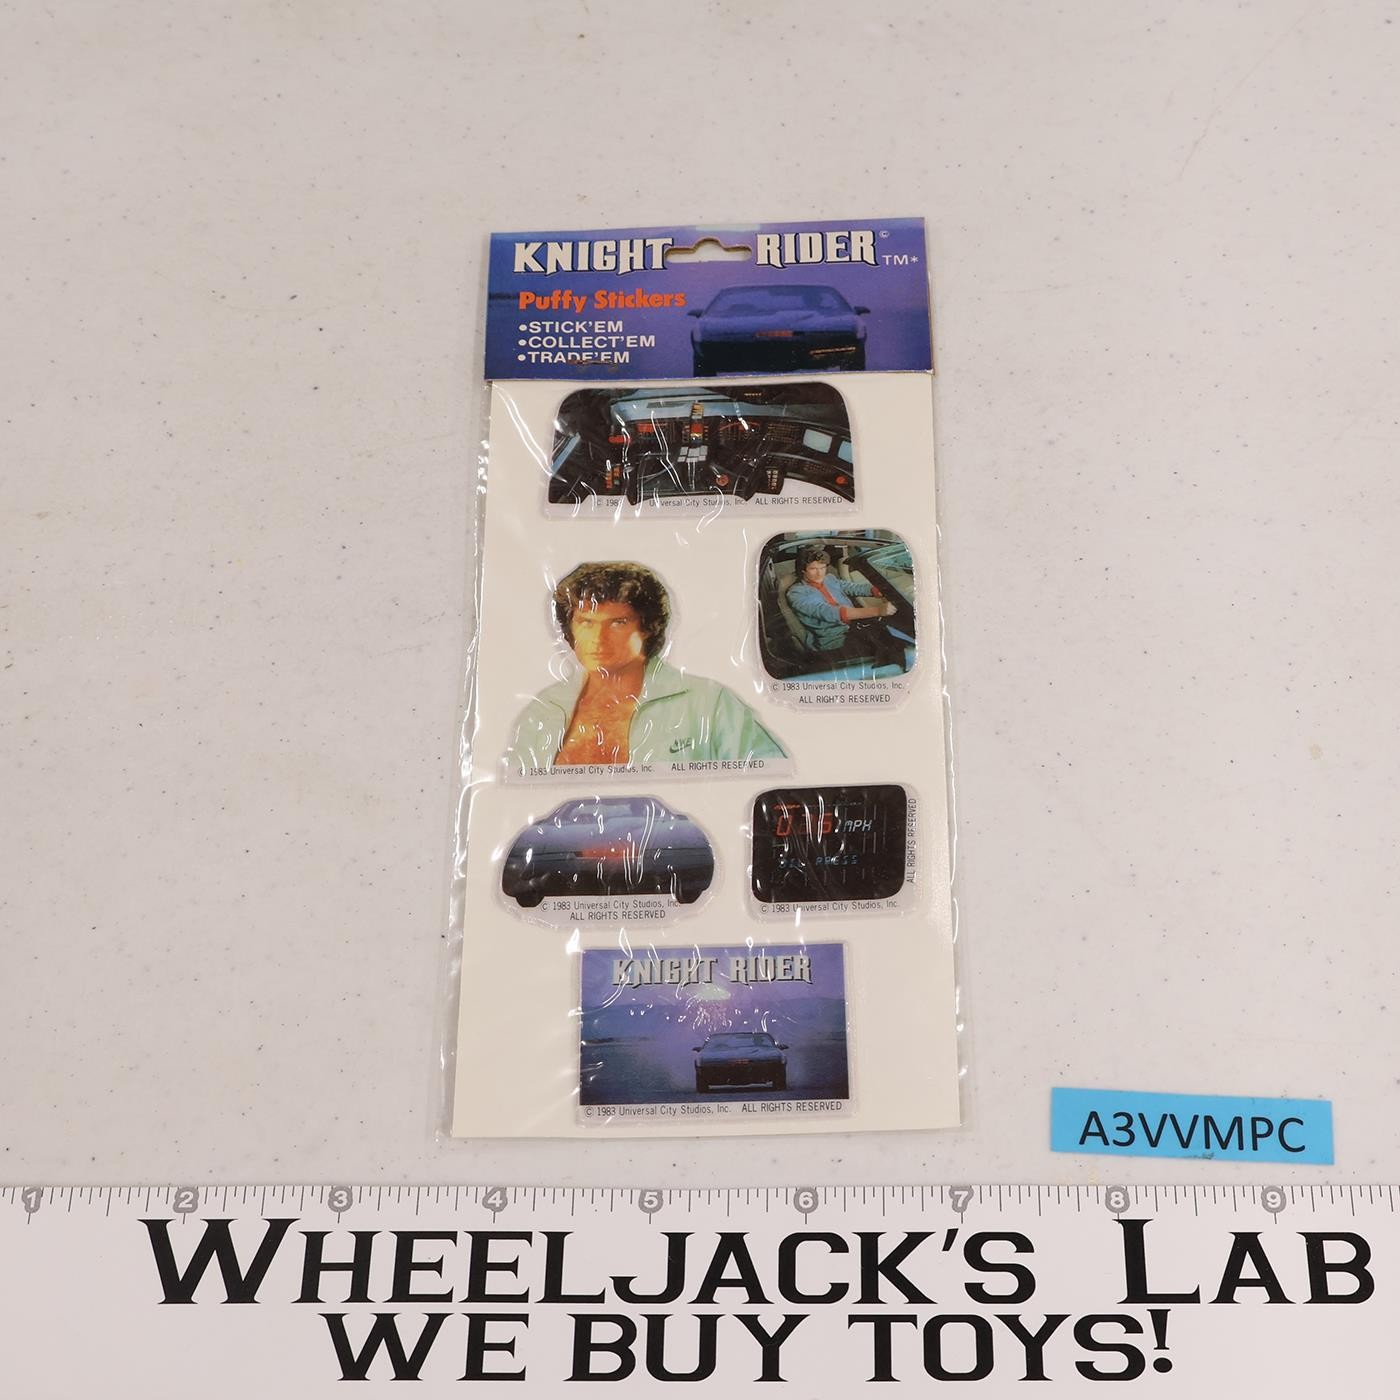 KNIGHT RIDER© TM*
Puffy Stickers
•STICK'EM
•COLLECT'EM
•TRADE'EM
© 1983 Universal City Studios, Inc. ALL RIGHTS RESERVED
© 1983 Universal City Studios, Inc.
ALL RIGHTS RESERVED
NIKE
© 1983 Universal City Studios, Inc. ALL RIGHTS RESERVED
MPH
OIL PRESS
ALL RIGHTS RESERVED
© 1983 Universal City Studios, Inc.
© 1983 Universal City Studios, Inc.
ALL RIGHTS RESERVED
KNIGHT RIDER
© 1983 Universal City Studios, Inc. ALL RIGHTS RESERVED
A3VVMPC
1 2 3 4 5 6 7 8 9
WHEELJACK'S LAB
WE BUY TOYS!